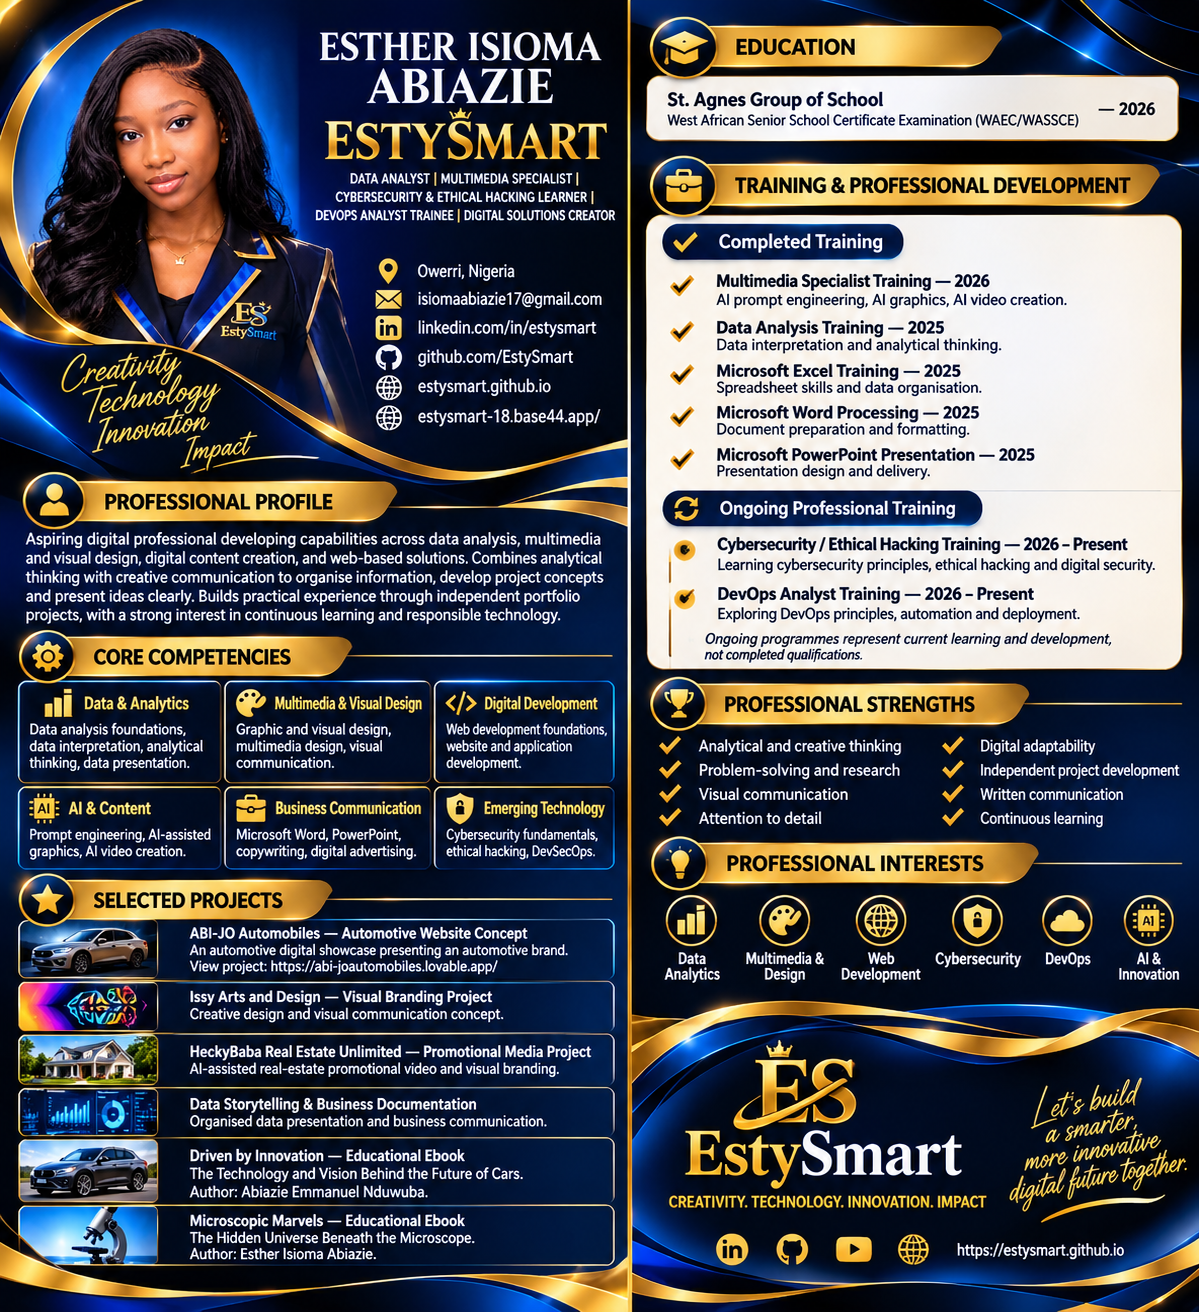 ESTHER ISIOMA
ABIAZIE
ESTYSMART
DATA ANALYST | MULTIMEDIA SPECIALIST |
CYBERSECURITY & ETHICAL HACKING LEARNER |
DEVOPS ANALYST TRAINEE | DIGITAL SOLUTIONS CREATOR
Owerri, Nigeria
isiomaabiazie17@gmail.com
linkedin.com/in/estysmart
github.com/EstySmart
estysmart.github.io
estysmart-18.base44.app/
ES
EstySmart
Creativity
Technology
Innovation
Impact
PROFESSIONAL PROFILE
Aspiring digital professional developing capabilities across data analysis, multimedia
and visual design, digital content creation, and web-based solutions. Combines analytical
thinking with creative communication to organise information, develop project concepts
and present ideas clearly. Builds practical experience through independent portfolio
projects, with a strong interest in continuous learning and responsible technology.
CORE COMPETENCIES
Data & Analytics
Data analysis foundations,
data interpretation, analytical
thinking, data presentation.
Multimedia & Visual Design
Graphic and visual design,
multimedia design, visual
communication.
</> Digital Development
Web development foundations,
website and application
development.
AI AI & Content
Prompt engineering, AI-assisted
graphics, AI video creation.
Business Communication
Microsoft Word, PowerPoint,
copywriting, digital advertising.
Emerging Technology
Cybersecurity fundamentals,
ethical hacking, DevSecOps.
SELECTED PROJECTS
ABI-JO Automobiles — Automotive Website Concept
An automotive digital showcase presenting an automotive brand.
View project: https://abi-joautomobiles.lovable.app/
Issy Arts and Design — Visual Branding Project
Creative design and visual communication concept.
HeckyBaba Real Estate Unlimited — Promotional Media Project
AI-assisted real-estate promotional video and visual branding.
Data Storytelling & Business Documentation
Organised data presentation and business communication.
Driven by Innovation — Educational Ebook
The Technology and Vision Behind the Future of Cars.
Author: Abiazie Emmanuel Nduwuba.
Microscopic Marvels — Educational Ebook
The Hidden Universe Beneath the Microscope.
Author: Esther Isioma Abiazie.
EDUCATION
St. Agnes Group of School
West African Senior School Certificate Examination (WAEC/WASSCE)
— 2026
TRAINING & PROFESSIONAL DEVELOPMENT
Completed Training
Multimedia Specialist Training — 2026
AI prompt engineering, AI graphics, AI video creation.
Data Analysis Training — 2025
Data interpretation and analytical thinking.
Microsoft Excel Training — 2025
Spreadsheet skills and data organisation.
Microsoft Word Processing — 2025
Document preparation and formatting.
Microsoft PowerPoint Presentation — 2025
Presentation design and delivery.
Ongoing Professional Training
Cybersecurity / Ethical Hacking Training — 2026 – Present
Learning cybersecurity principles, ethical hacking and digital security.
DevOps Analyst Training — 2026 – Present
Exploring DevOps principles, automation and deployment.
Ongoing programmes represent current learning and development,
not completed qualifications.
PROFESSIONAL STRENGTHS
Analytical and creative thinking
Problem-solving and research
Visual communication
Attention to detail
Digital adaptability
Independent project development
Written communication
Continuous learning
PROFESSIONAL INTERESTS
Data
Analytics
Multimedia &
Design
Web
Development
Cybersecurity
DevOps
AI
AI &
Innovation
ES
EstySmart
CREATIVITY. TECHNOLOGY. INNOVATION. IMPACT
Let's build
a smarter,
more innovative
digital future together.
in
https://estysmart.github.io